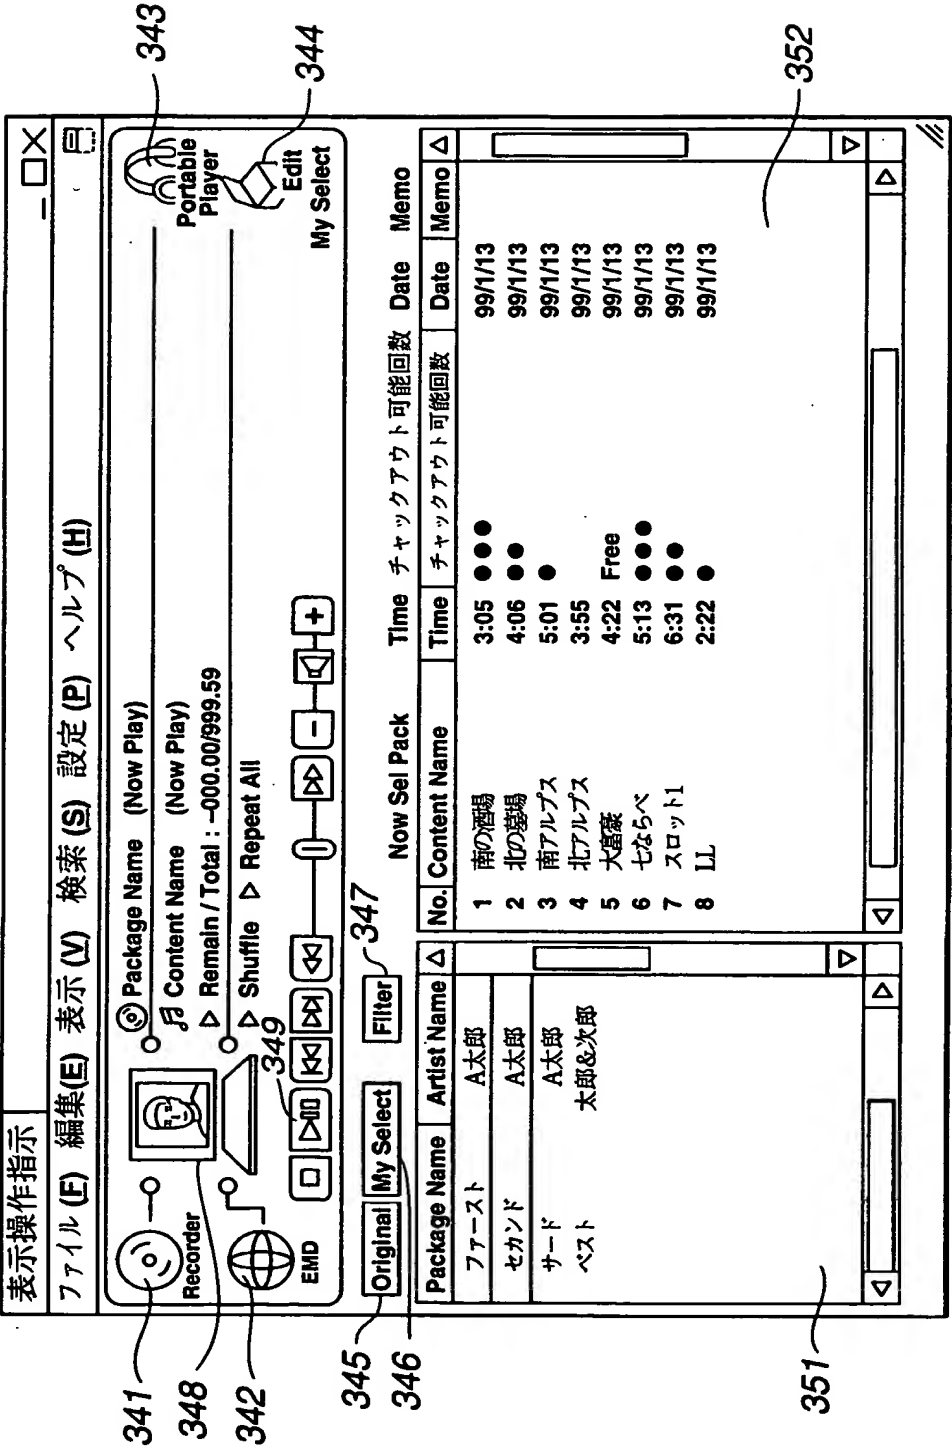 表示操作指示
ファイル (F) 編集(E) 表示 (V) 検索 (S) 設定 (P) ヘルプ (H)
341
348
342
343
344
Recorder
EMD
Package Name (Now Play)
Content Name (Now Play)
Remain / Total : -000.00/999.59
Shuffle Repeat All
349
Portable
Player
Edit
My Select
345
346
347
Original My Select Filter
Now Sel Pack Time チャックアウト可能回数 Date Memo
Package Name Artist Name
ファースト A太郎
セカンド A太郎
サード A太郎
ベスト 太郎&次郎
351
No. Content Name Time チャックアウト可能回数 Date Memo
1 南の酒場 3:05 ●●● 99/1/13
2 北の墓場 4:06 ●● 99/1/13
3 南アルプス 5:01 ● 99/1/13
4 北アルプス 3:55 99/1/13
5 大富豪 4:22 Free 99/1/13
6 七ならべ 5:13 ●●● 99/1/13
7 スロット1 6:31 ●● 99/1/13
8 LL 2:22 ● 99/1/13
352